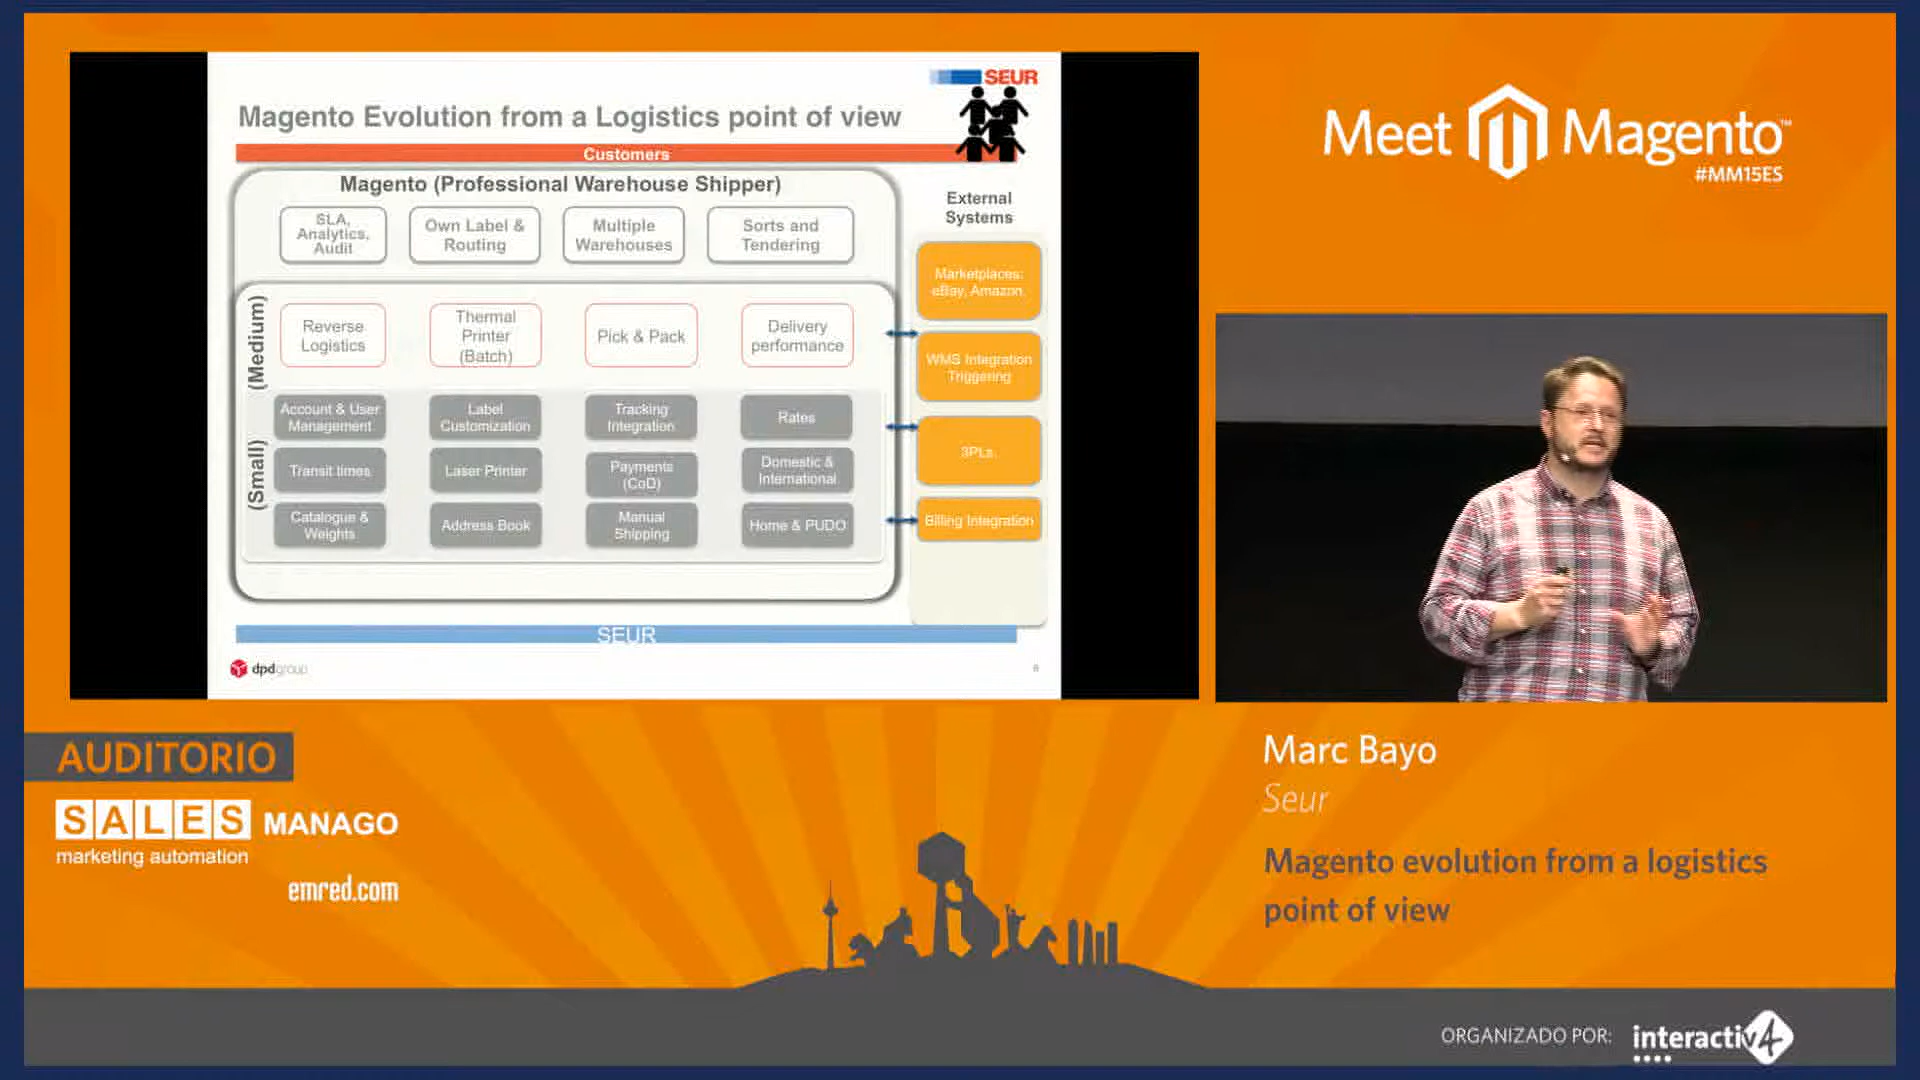 SEUR
Magento Evolution from a Logistics point of view
Customers
Magento (Professional Warehouse Shipper)
SLA,
Analytics,
Audit
Own Label &
Routing
Multiple
Warehouses
Sorts and
Tendering
External
Systems
Marketplaces:
eBay, Amazon,
WMS Integration
Triggering
3PLs.
Billing Integration
(Medium)
Reverse
Logistics
Thermal
Printer
(Batch)
Pick & Pack
Delivery
performance
(Small)
Account & User
Management
Label
Customization
Tracking
Integration
Rates
Transit times
Laser Printer
Payments
(CoD)
Domestic &
International
Catalogue &
Weights
Address Book
Manual
Shipping
Home & PUDO
SEUR
dpdgroup
Meet Magento™
#MM15ES
AUDITORIO
SALES MANAGO
marketing automation
emred.com
Marc Bayo
Seur
Magento evolution from a logistics
point of view
ORGANIZADO POR: interactiv4